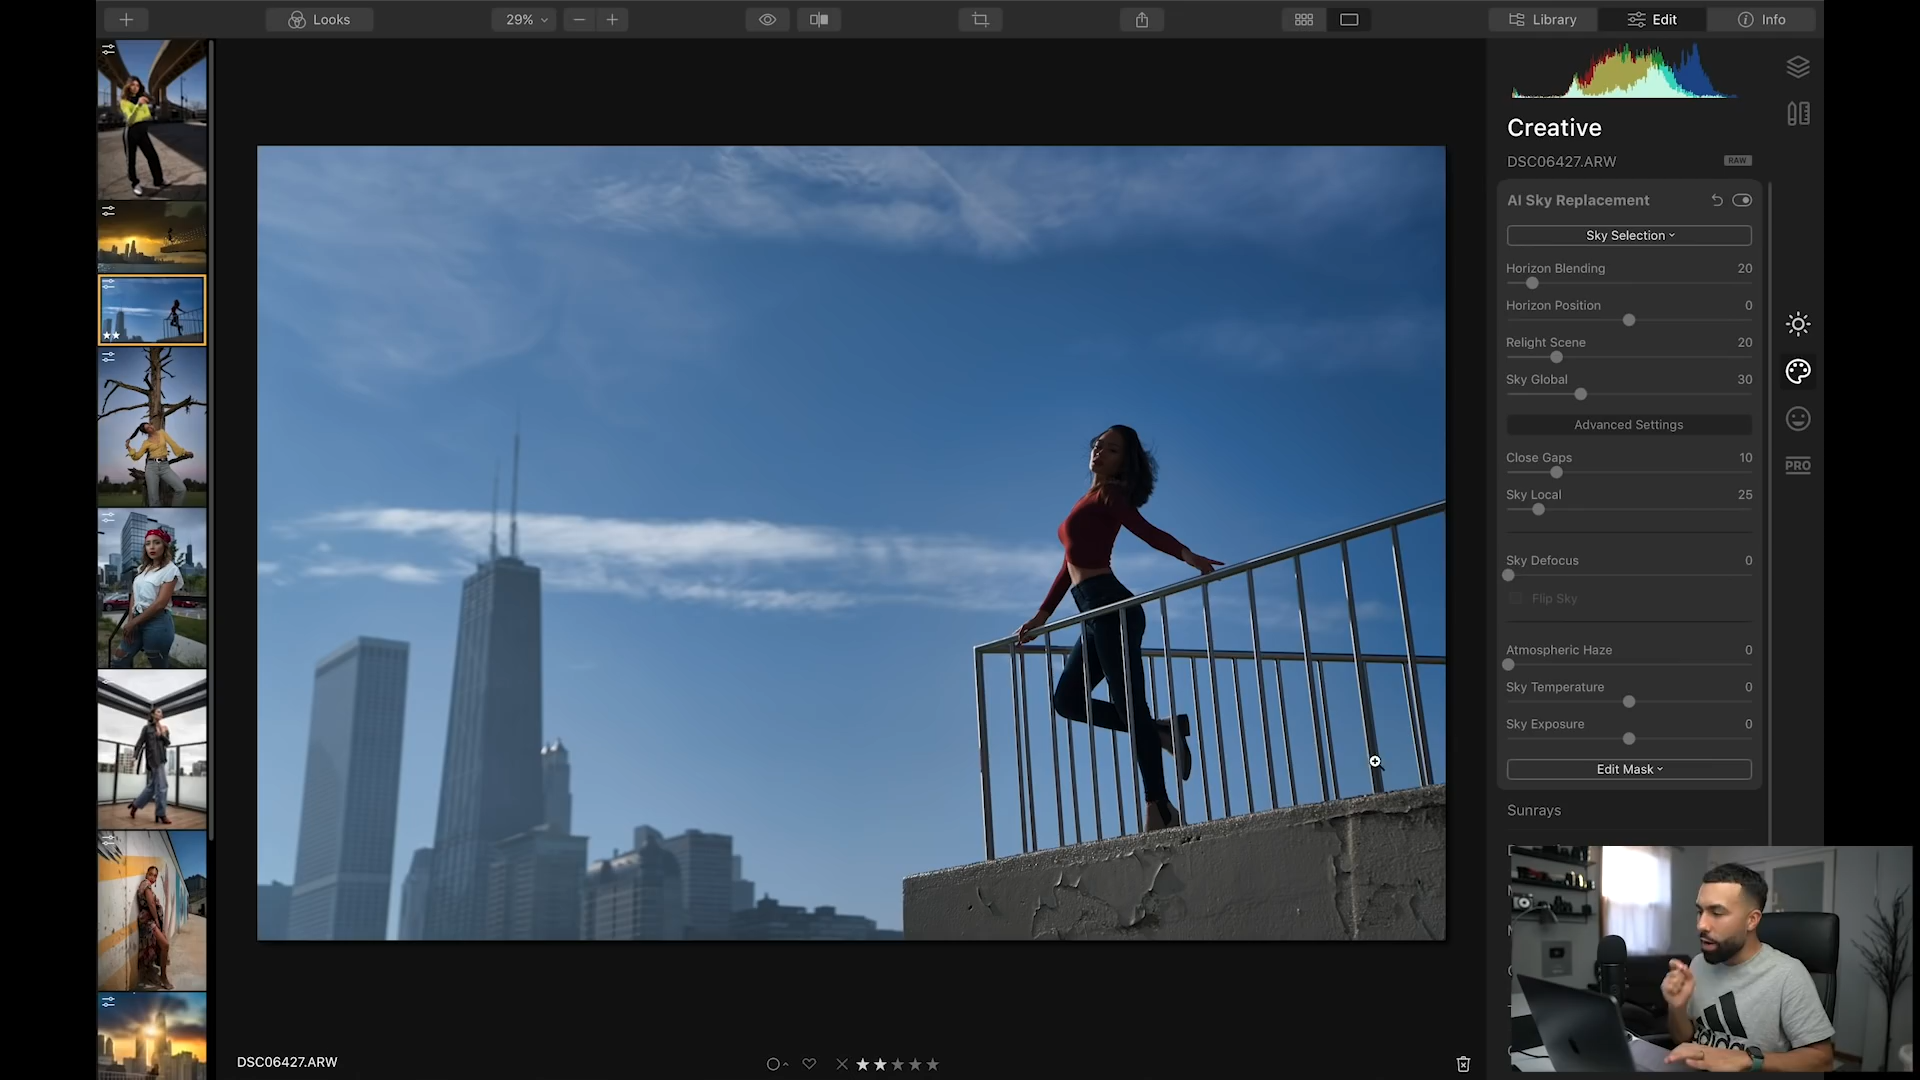 Looks
29%
Library
Edit
Info
Creative
DSC06427.ARW
RAW
AI Sky Replacement
Sky Selection
Horizon Blending 20
Horizon Position 0
Relight Scene 20
Sky Global 30
Advanced Settings
Close Gaps 10
Sky Local 25
Sky Defocus 0
Flip Sky
Atmospheric Haze 0
Sky Temperature 0
Sky Exposure 0
Edit Mask
Sunrays
PRO
adidas
DSC06427.ARW